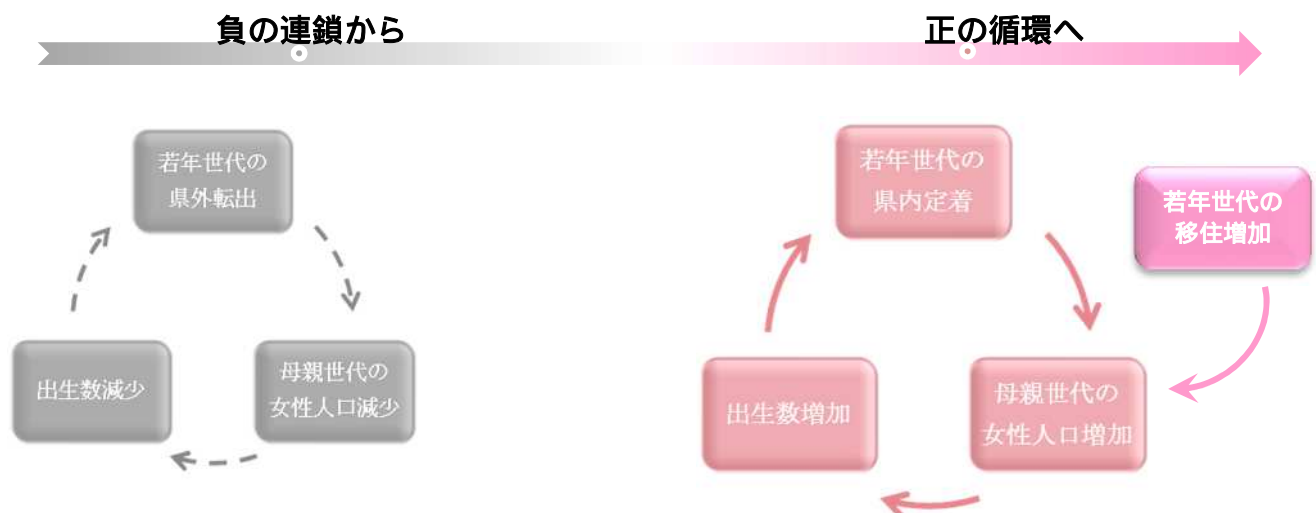 負の連鎖から
正の循環へ
若年世代の
県外転出
出生数減少
母親世代の
女性人口減少
若年世代の
県内定着
若年世代の
移住増加
出生数増加
母親世代の
女性人口増加